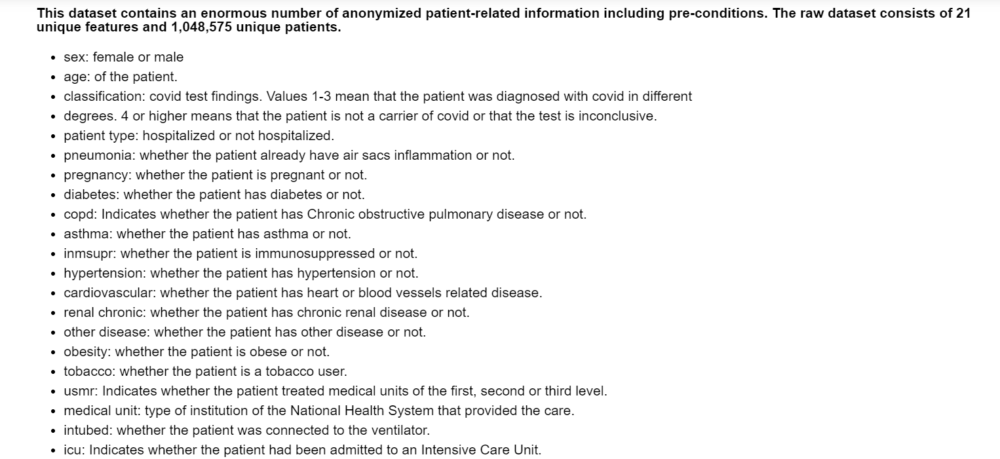 This dataset contains an enormous number of anonymized patient-related information including pre-conditions. The raw dataset consists of 21
unique features and 1,048,575 unique patients.
• sex: female or male
• age: of the patient.
• classification: covid test findings. Values 1-3 mean that the patient was diagnosed with covid in different
• degrees. 4 or higher means that the patient is not a carrier of covid or that the test is inconclusive.
• patient type: hospitalized or not hospitalized.
• pneumonia: whether the patient already have air sacs inflammation or not.
• pregnancy: whether the patient is pregnant or not.
• diabetes: whether the patient has diabetes or not.
• copd: Indicates whether the patient has Chronic obstructive pulmonary disease or not.
• asthma: whether the patient has asthma or not.
• inmsupr: whether the patient is immunosuppressed or not.
• hypertension: whether the patient has hypertension or not.
• cardiovascular: whether the patient has heart or blood vessels related disease.
• renal chronic: whether the patient has chronic renal disease or not.
• other disease: whether the patient has other disease or not.
• obesity: whether the patient is obese or not.
• tobacco: whether the patient is a tobacco user.
• usmr: Indicates whether the patient treated medical units of the first, second or third level.
• medical unit: type of institution of the National Health System that provided the care.
• intubed: whether the patient was connected to the ventilator.
• icu: Indicates whether the patient had been admitted to an Intensive Care Unit.